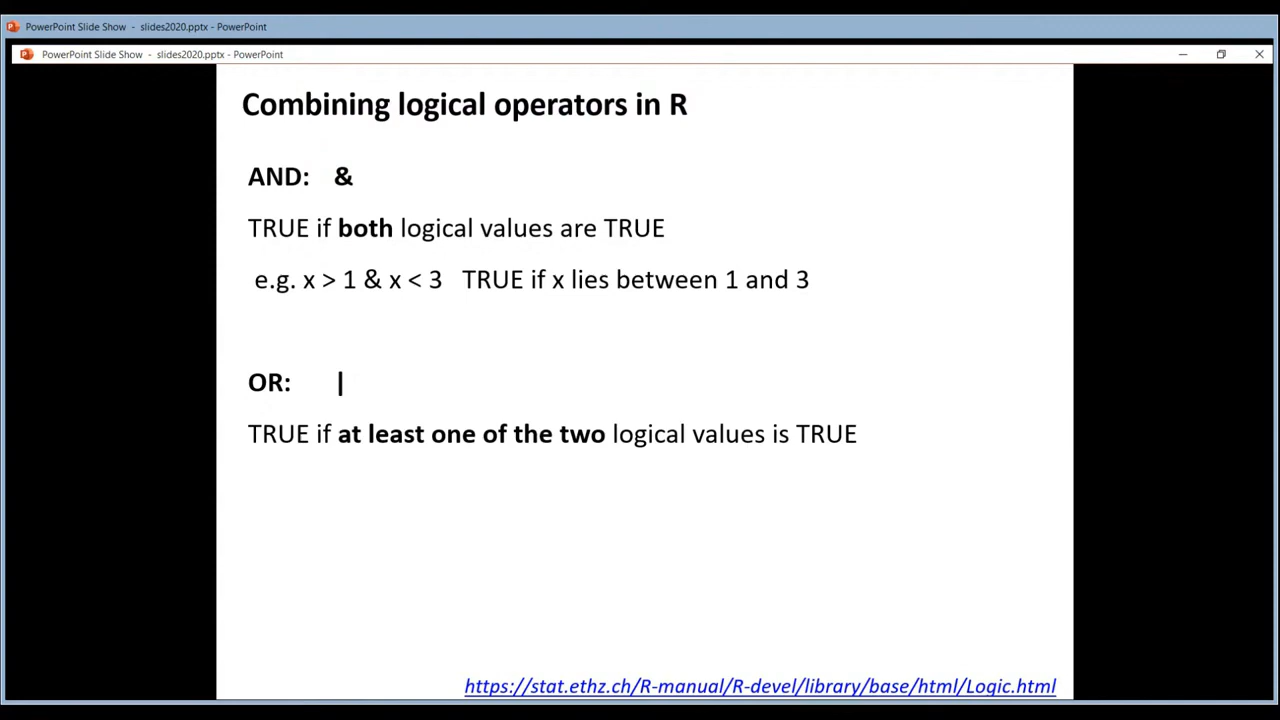 PowerPoint Slide Show - slides2020.pptx - PowerPoint
PowerPoint Slide Show - slides2020.pptx - PowerPoint
Combining logical operators in R
AND: &
TRUE if both logical values are TRUE
e.g. x > 1 & x < 3 TRUE if x lies between 1 and 3
OR: |
TRUE if at least one of the two logical values is TRUE
https://stat.ethz.ch/R-manual/R-devel/library/base/html/Logic.html